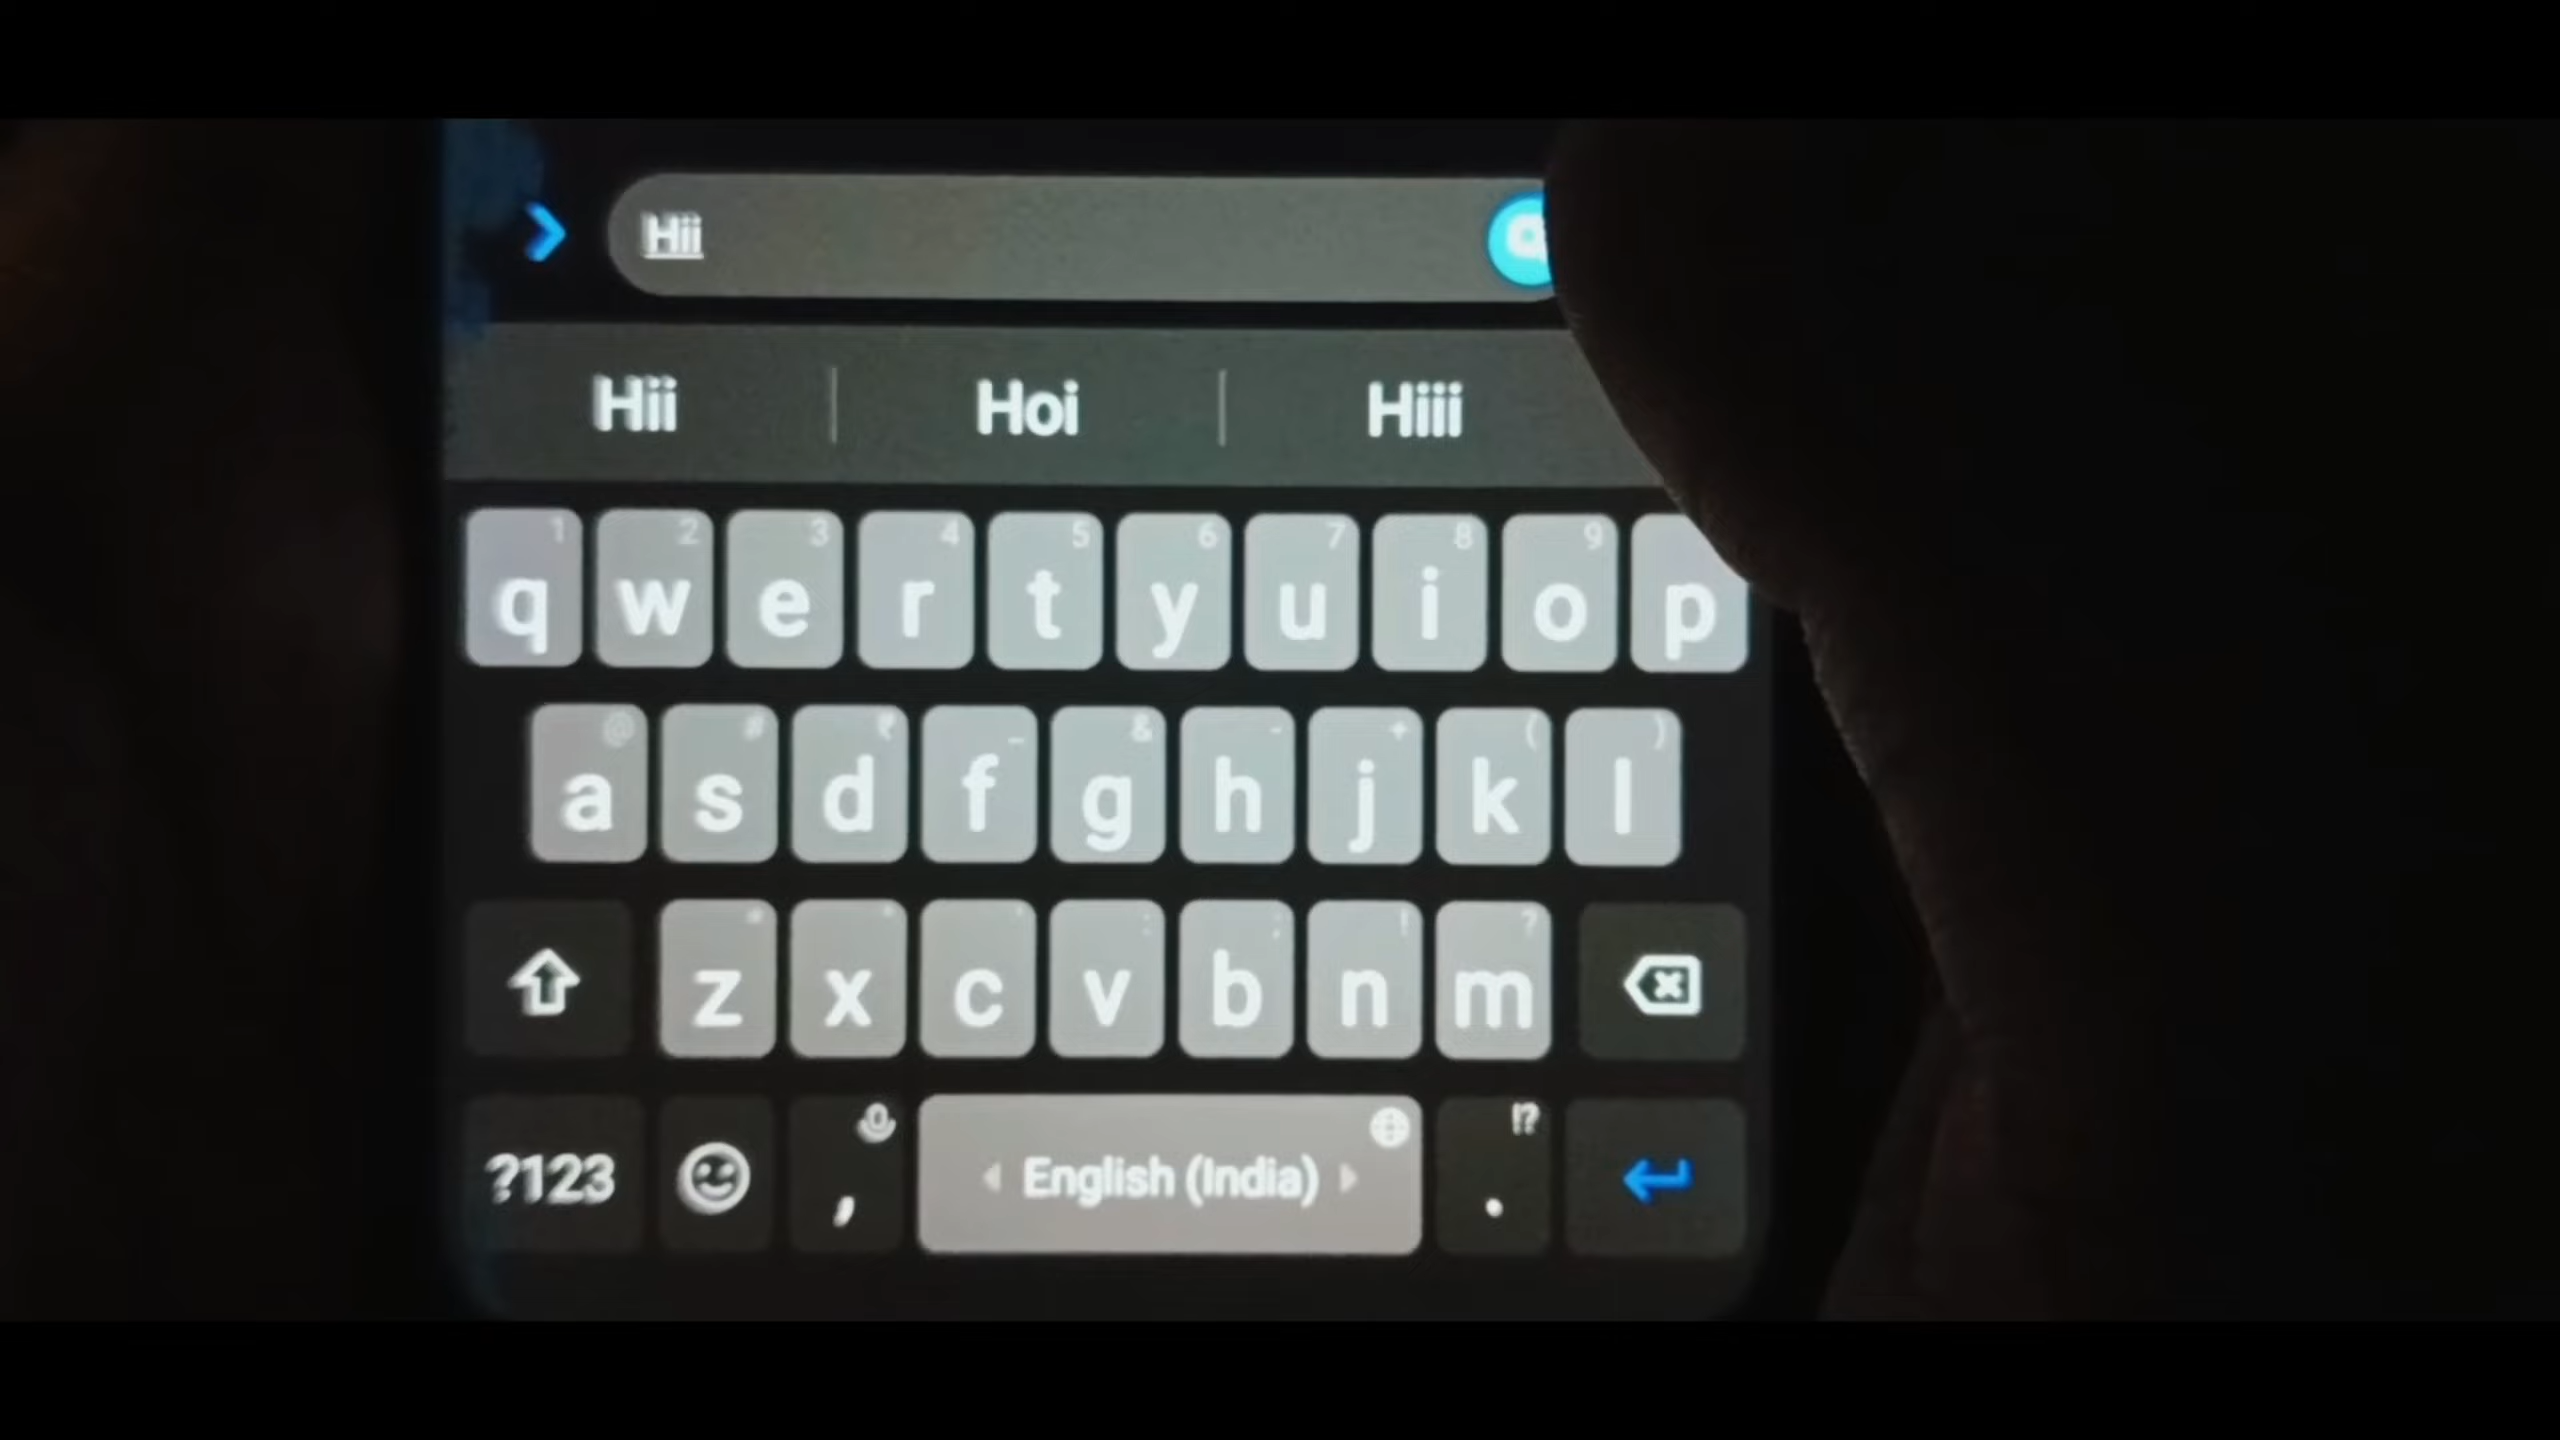 Hii
Hii Hoi Hiii
1 2 3 4 5 6 7 8 9
q w e r t y u i o p
@ # ₹ _ & - + ( )
a s d f g h j k l
* " ' : ; ! ?
z x c v b n m
!?
?123 , English (India) .